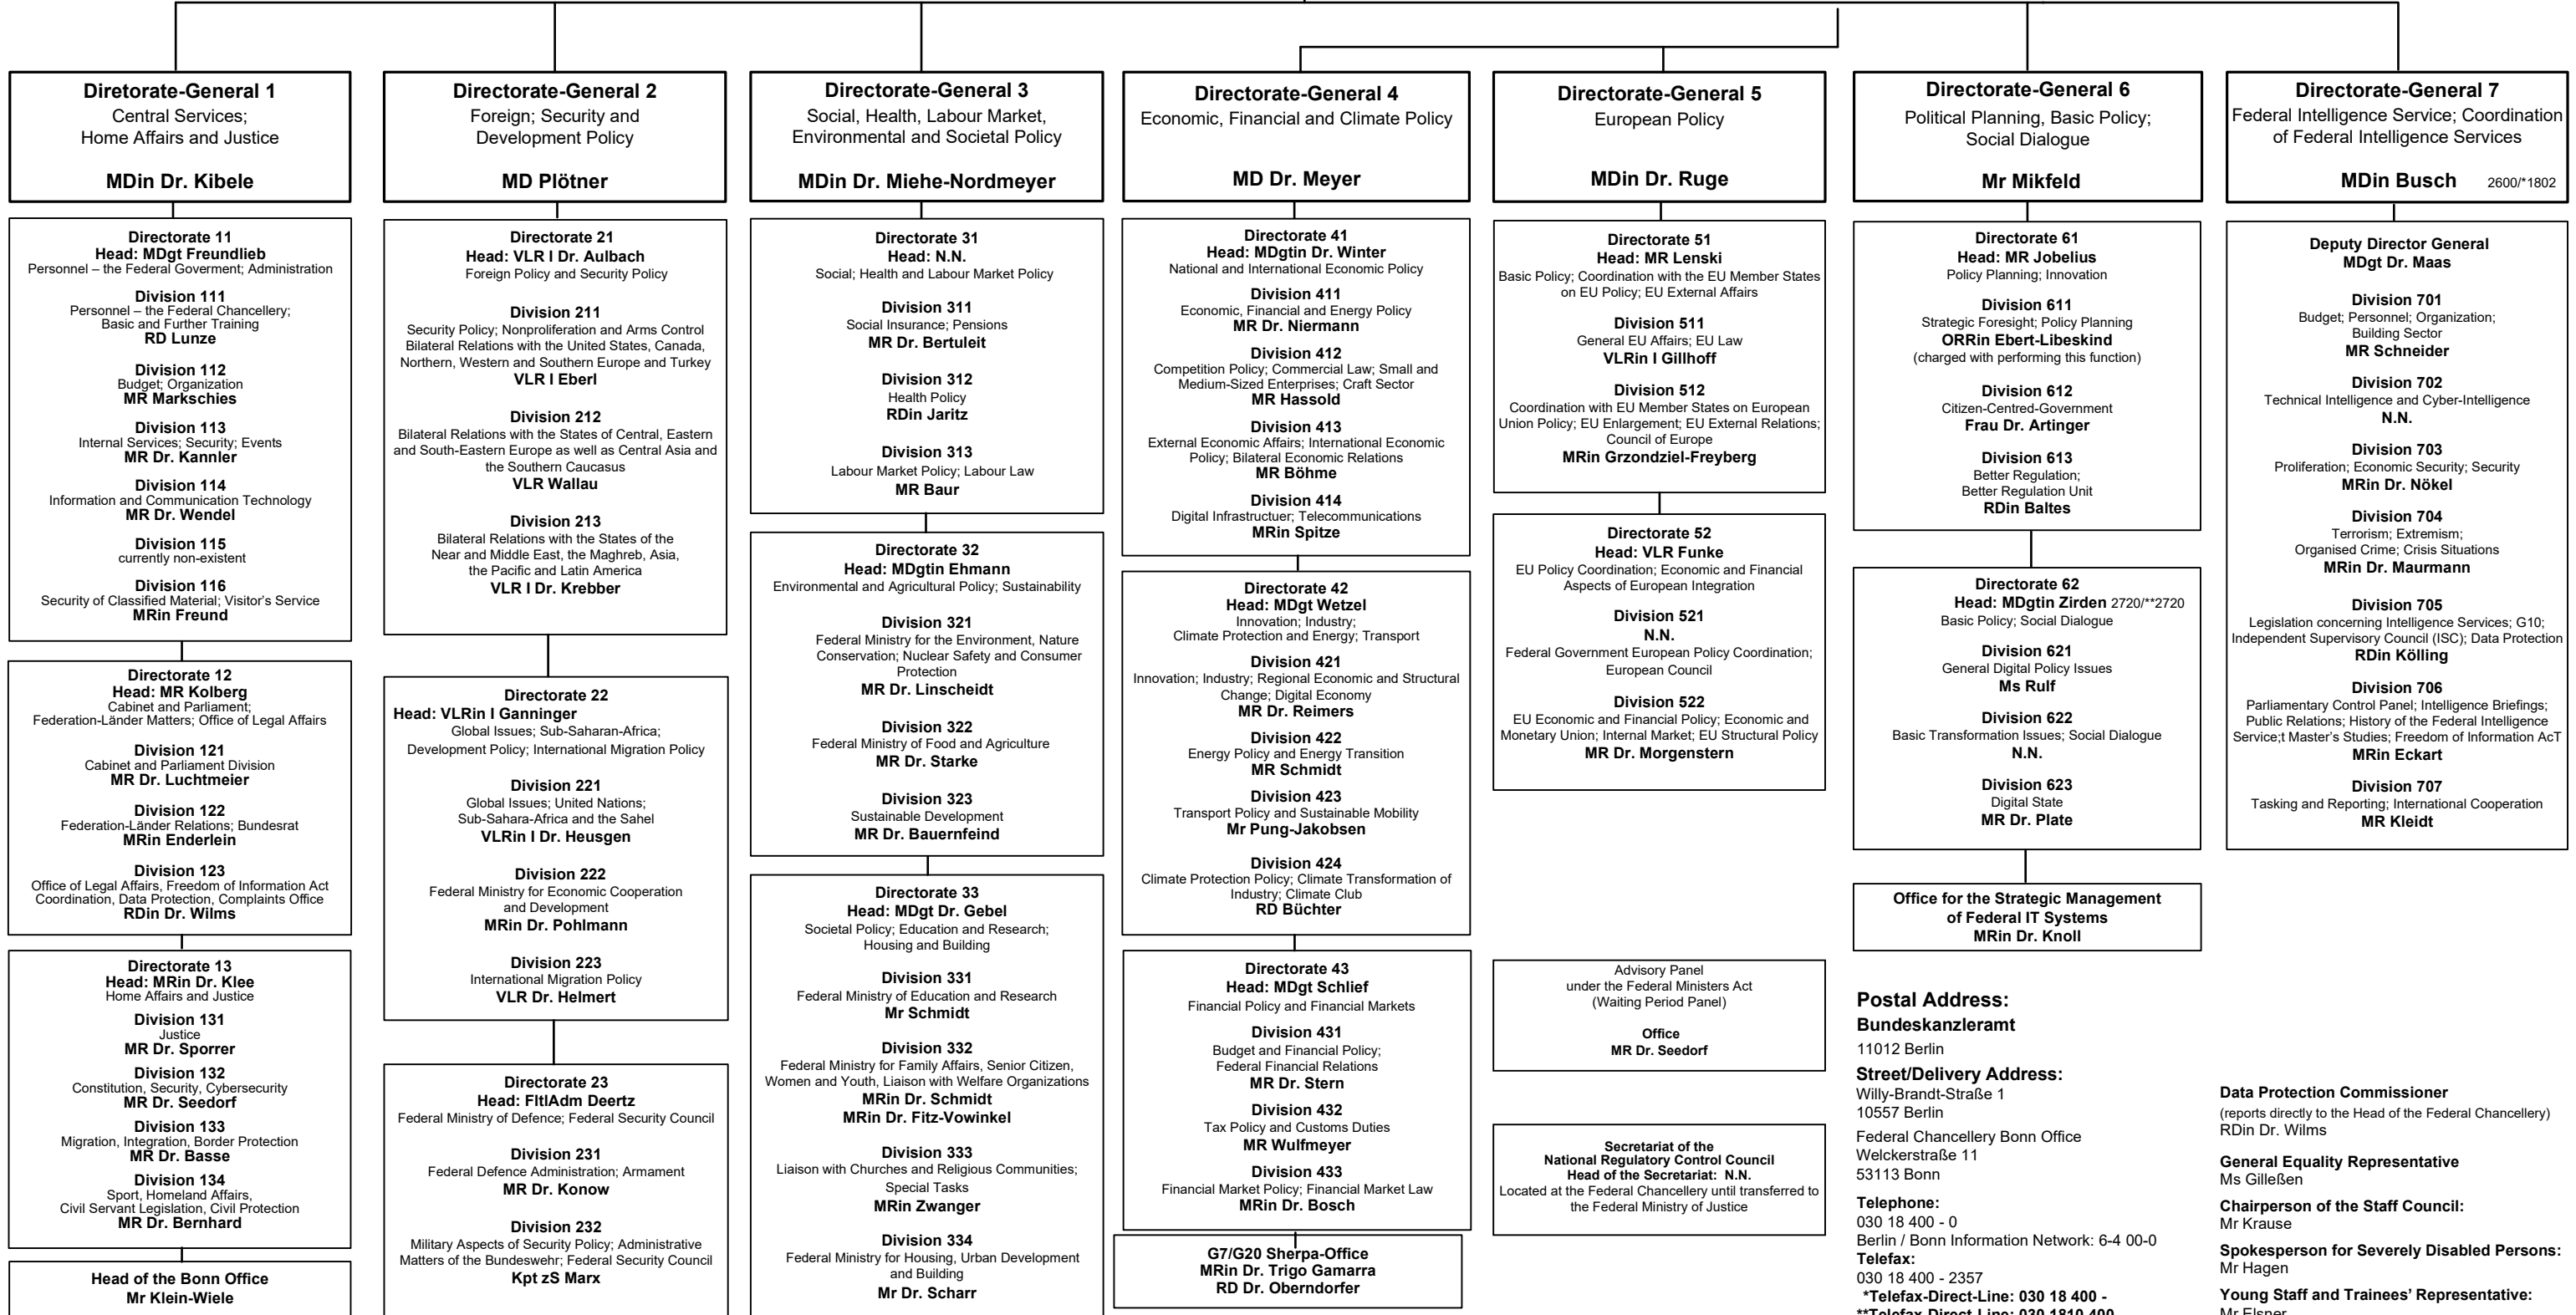 Diretorate-General 1
Central Services;
Home Affairs and Justice
MDin Dr. Kibele
Directorate 11
Head: MDgt Freundlieb
Personnel – the Federal Goverment; Administration
Division 111
Personnel – the Federal Chancellery;
Basic and Further Training
RD Lunze
Division 112
Budget; Organization
MR Markschies
Division 113
Internal Services; Security; Events
MR Dr. Kannler
Division 114
Information and Communication Technology
MR Dr. Wendel
Division 115
currently non-existent
Division 116
Security of Classified Material; Visitor's Service
MRin Freund
Directorate 12
Head: MR Kolberg
Cabinet and Parliament;
Federation-Länder Matters; Office of Legal Affairs
Division 121
Cabinet and Parliament Division
MR Dr. Luchtmeier
Division 122
Federation-Länder Relations; Bundesrat
MRin Enderlein
Division 123
Office of Legal Affairs, Freedom of Information Act
Coordination, Data Protection, Complaints Office
RDin Dr. Wilms
Directorate 13
Head: MRin Dr. Klee
Home Affairs and Justice
Division 131
Justice
MR Dr. Sporrer
Division 132
Constitution, Security, Cybersecurity
MR Dr. Seedorf
Division 133
Migration, Integration, Border Protection
MR Dr. Basse
Division 134
Sport, Homeland Affairs,
Civil Servant Legislation, Civil Protection
MR Dr. Bernhard
Head of the Bonn Office
Mr Klein-Wiele
Directorate-General 2
Foreign; Security and
Development Policy
MD Plötner
Directorate 21
Head: VLR I Dr. Aulbach
Foreign Policy and Security Policy
Division 211
Security Policy; Nonproliferation and Arms Control
Bilateral Relations with the United States, Canada,
Northern, Western and Southern Europe and Turkey
VLR I Eberl
Division 212
Bilateral Relations with the States of Central, Eastern
and South-Eastern Europe as well as Central Asia and
the Southern Caucasus
VLR Wallau
Division 213
Bilateral Relations with the States of the
Near and Middle East, the Maghreb, Asia,
the Pacific and Latin America
VLR I Dr. Krebber
Directorate 22
Head: VLRin I Ganninger
Global Issues; Sub-Saharan-Africa;
Development Policy; International Migration Policy
Division 221
Global Issues; United Nations;
Sub-Sahara-Africa and the Sahel
VLRin I Dr. Heusgen
Division 222
Federal Ministry for Economic Cooperation
and Development
MRin Dr. Pohlmann
Division 223
International Migration Policy
VLR Dr. Helmert
Directorate 23
Head: FltlAdm Deertz
Federal Ministry of Defence; Federal Security Council
Division 231
Federal Defence Administration; Armament
MR Dr. Konow
Division 232
Military Aspects of Security Policy; Administrative
Matters of the Bundeswehr; Federal Security Council
Kpt zS Marx
Directorate-General 3
Social, Health, Labour Market,
Environmental and Societal Policy
MDin Dr. Miehe-Nordmeyer
Directorate 31
Head: N.N.
Social; Health and Labour Market Policy
Division 311
Social Insurance; Pensions
MR Dr. Bertuleit
Division 312
Health Policy
RDin Jaritz
Division 313
Labour Market Policy; Labour Law
MR Baur
Directorate 32
Head: MDgtin Ehmann
Environmental and Agricultural Policy; Sustainability
Division 321
Federal Ministry for the Environment, Nature
Conservation; Nuclear Safety and Consumer
Protection
MR Dr. Linscheidt
Division 322
Federal Ministry of Food and Agriculture
MR Dr. Starke
Division 323
Sustainable Development
MR Dr. Bauernfeind
Directorate 33
Head: MDgt Dr. Gebel
Societal Policy; Education and Research;
Housing and Building
Division 331
Federal Ministry of Education and Research
Mr Schmidt
Division 332
Federal Ministry for Family Affairs, Senior Citizen,
Women and Youth, Liaison with Welfare Organizations
MRin Dr. Schmidt
MRin Dr. Fitz-Vowinkel
Division 333
Liaison with Churches and Religious Communities;
Special Tasks
MRin Zwanger
Division 334
Federal Ministry for Housing, Urban Development
and Building
Mr Dr. Scharr
Directorate-General 4
Economic, Financial and Climate Policy
MD Dr. Meyer
Directorate 41
Head: MDgtin Dr. Winter
National and International Economic Policy
Division 411
Economic, Financial and Energy Policy
MR Dr. Niermann
Division 412
Competition Policy; Commercial Law; Small and
Medium-Sized Enterprises; Craft Sector
MR Hassold
Division 413
External Economic Affairs; International Economic
Policy; Bilateral Economic Relations
MR Böhme
Division 414
Digital Infrastructuer; Telecommunications
MRin Spitze
Directorate 42
Head: MDgt Wetzel
Innovation; Industry;
Climate Protection and Energy; Transport
Division 421
Innovation; Industry; Regional Economic and Structural
Change; Digital Economy
MR Dr. Reimers
Division 422
Energy Policy and Energy Transition
MR Schmidt
Division 423
Transport Policy and Sustainable Mobility
Mr Pung-Jakobsen
Division 424
Climate Protection Policy; Climate Transformation of
Industry; Climate Club
RD Büchter
Directorate 43
Head: MDgt Schlief
Financial Policy and Financial Markets
Division 431
Budget and Financial Policy;
Federal Financial Relations
MR Dr. Stern
Division 432
Tax Policy and Customs Duties
MR Wulfmeyer
Division 433
Financial Market Policy; Financial Market Law
MRin Dr. Bosch
G7/G20 Sherpa-Office
MRin Dr. Trigo Gamarra
RD Dr. Oberndorfer
Directorate-General 5
European Policy
MDin Dr. Ruge
Directorate 51
Head: MR Lenski
Basic Policy; Coordination with the EU Member States
on EU Policy; EU External Affairs
Division 511
General EU Affairs; EU Law
VLRin I Gillhoff
Division 512
Coordination with EU Member States on European
Union Policy; EU Enlargement; EU External Relations;
Council of Europe
MRin Grzondziel-Freyberg
Directorate 52
Head: VLR Funke
EU Policy Coordination; Economic and Financial
Aspects of European Integration
Division 521
N.N.
Federal Government European Policy Coordination;
European Council
Division 522
EU Economic and Financial Policy; Economic and
Monetary Union; Internal Market; EU Structural Policy
MR Dr. Morgenstern
Advisory Panel
under the Federal Ministers Act
(Waiting Period Panel)
Office
MR Dr. Seedorf
Secretariat of the
National Regulatory Control Council
Head of the Secretariat: N.N.
Located at the Federal Chancellery until transferred to
the Federal Ministry of Justice
Directorate-General 6
Political Planning, Basic Policy;
Social Dialogue
Mr Mikfeld
Directorate 61
Head: MR Jobelius
Policy Planning; Innovation
Division 611
Strategic Foresight; Policy Planning
ORRin Ebert-Libeskind
(charged with performing this function)
Division 612
Citizen-Centred-Government
Frau Dr. Artinger
Division 613
Better Regulation;
Better Regulation Unit
RDin Baltes
Directorate 62
Head: MDgtin Zirden 2720/**2720
Basic Policy; Social Dialogue
Division 621
General Digital Policy Issues
Ms Rulf
Division 622
Basic Transformation Issues; Social Dialogue
N.N.
Division 623
Digital State
MR Dr. Plate
Office for the Strategic Management
of Federal IT Systems
MRin Dr. Knoll
Postal Address:
Bundeskanzleramt
11012 Berlin
Street/Delivery Address:
Willy-Brandt-Straße 1
10557 Berlin
Federal Chancellery Bonn Office
Welckerstraße 11
53113 Bonn
Telephone:
030 18 400 - 0
Berlin / Bonn Information Network: 6-4 00-0
Telefax:
030 18 400 - 2357
*Telefax-Direct-Line: 030 18 400 -
**Telefax-Direct-Line: 030 1810 400
Directorate-General 7
Federal Intelligence Service; Coordination
of Federal Intelligence Services
MDin Busch 2600/*1802
Deputy Director General
MDgt Dr. Maas
Division 701
Budget; Personnel; Organization;
Building Sector
MR Schneider
Division 702
Technical Intelligence and Cyber-Intelligence
N.N.
Division 703
Proliferation; Economic Security; Security
MRin Dr. Nökel
Division 704
Terrorism; Extremism;
Organised Crime; Crisis Situations
MRin Dr. Maurmann
Division 705
Legislation concerning Intelligence Services; G10;
Independent Supervisory Council (ISC); Data Protection
RDin Kölling
Division 706
Parliamentary Control Panel; Intelligence Briefings;
Public Relations; History of the Federal Intelligence
Service;t Master's Studies; Freedom of Information AcT
MRin Eckart
Division 707
Tasking and Reporting; International Cooperation
MR Kleidt
Data Protection Commissioner
(reports directly to the Head of the Federal Chancellery)
RDin Dr. Wilms
General Equality Representative
Ms Gilleßen
Chairperson of the Staff Council:
Mr Krause
Spokesperson for Severely Disabled Persons:
Mr Hagen
Young Staff and Trainees' Representative:
Mr Elsner